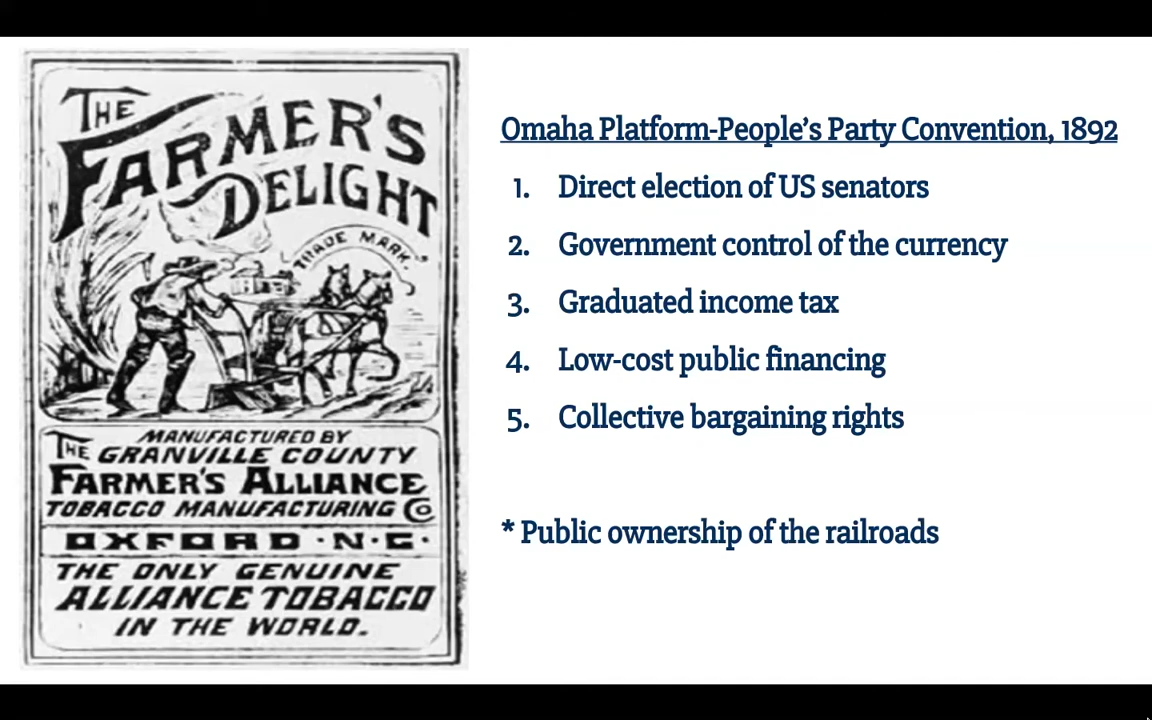 THE
FARMER'S
DELIGHT
TRADE MARK.
MANUFACTURED BY
THE GRANVILLE COUNTY
FARMER'S ALLIANCE
TOBACCO MANUFACTURING CO
OXFORD · N · C ·
THE ONLY GENUINE
ALLIANCE TOBACCO
IN THE WORLD.
Omaha Platform-People's Party Convention, 1892
1. Direct election of US senators
2. Government control of the currency
3. Graduated income tax
4. Low-cost public financing
5. Collective bargaining rights
* Public ownership of the railroads